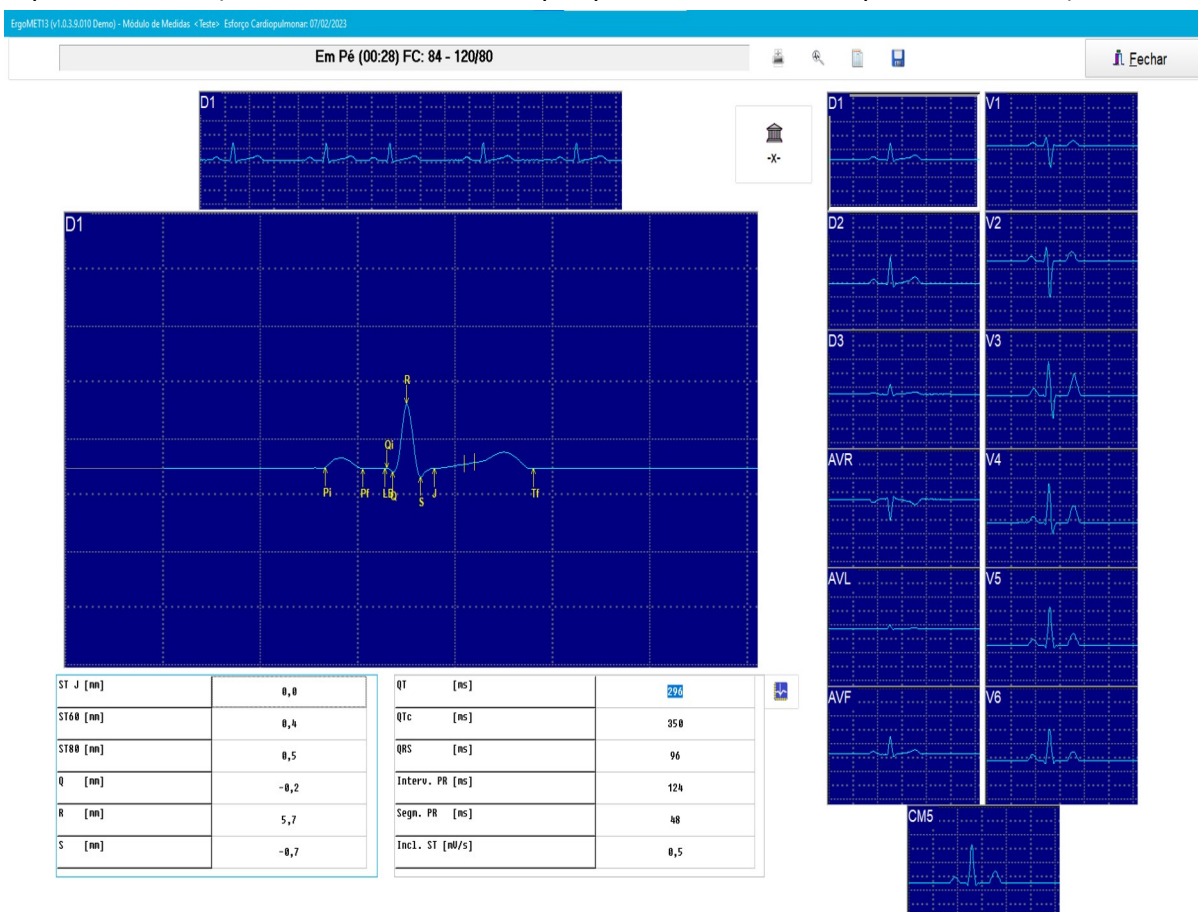 ErgoMET13 (v1.0.3.9.010 Demo) - Módulo de Medidas <Teste> Esforço Cardiopulmonar: 07/02/2023
Em Pé (00:28) FC: 84 - 120/80
Fechar
D1
-X-
D1
V1
D1
D2
V2
D3
V3
R
Qi
Pi
Pf
LB
Q
S
J
Tf
AVR
V4
AVL
V5
AVF
V6
CM5
ST J [mm] 0,0
ST60 [mm] 0,4
ST80 [mm] 0,5
Q [mm] -0,2
R [mm] 5,7
S [mm] -0,7
QT [ms] 296
QTc [ms] 350
QRS [ms] 96
Interv. PR [ms] 124
Segm. PR [ms] 48
Incl. ST [mV/s] 0,5